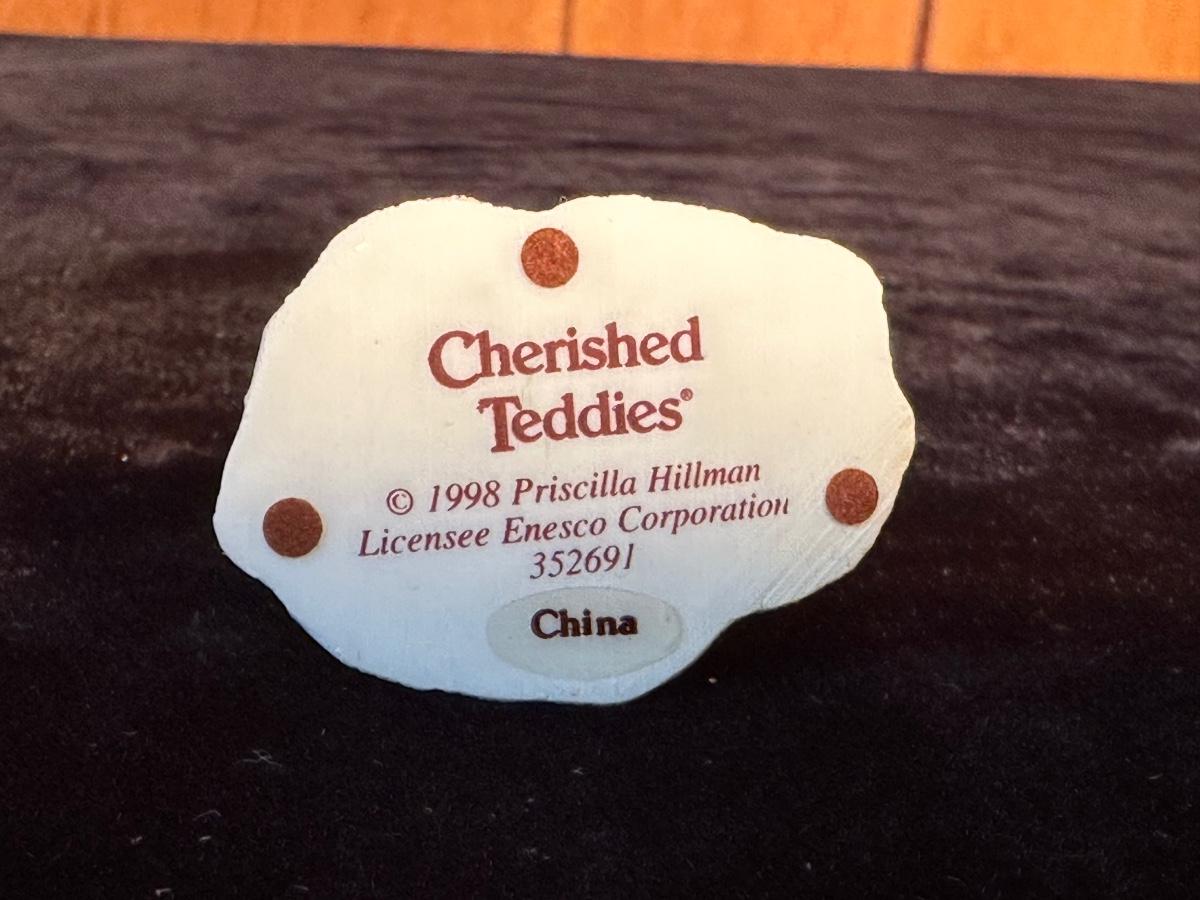 Cherished
Teddies®
© 1998 Priscilla Hillman
Licensee Enesco Corporation
352691
China